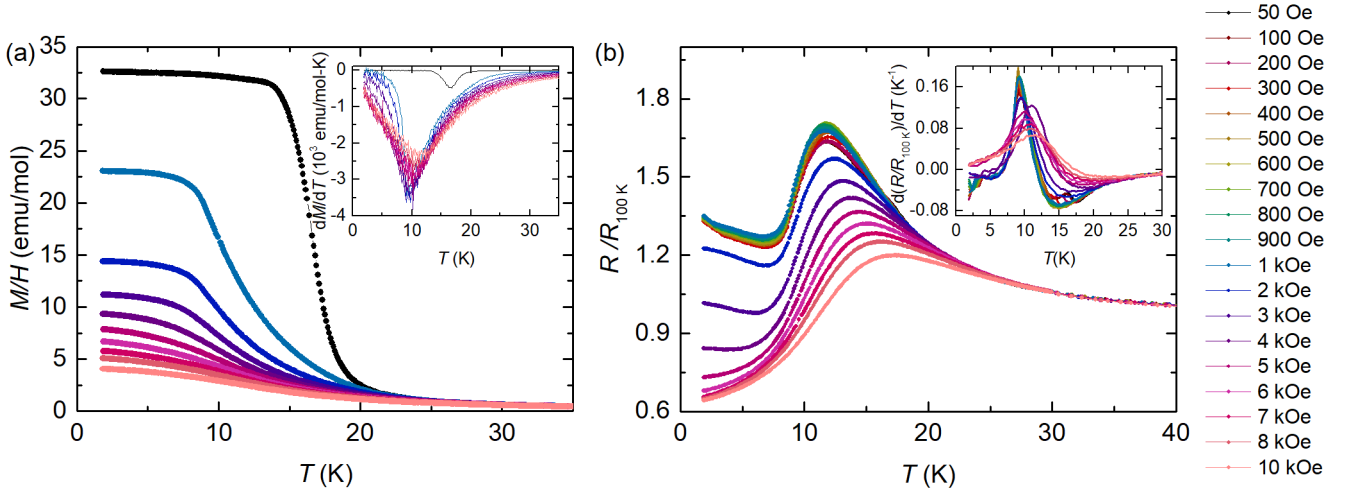 (a)
35
30
25
20
15
10
5
0
M/H (emu/mol)
0 10 20 30
T (K)
0
-1
-2
-3
-4
dM/dT (10³ emu/mol-K)
0 5 10 15 20 25 30 35
T (K)
(b)
1.8
1.5
1.2
0.9
0.6
R /R100 K
0 10 20 30 40
T (K)
0.16
0.08
0.00
-0.08
d(R/R100 K)/dT (K⁻¹)
0 5 10 15 20 25 30
T(K)
50 Oe
100 Oe
200 Oe
300 Oe
400 Oe
500 Oe
600 Oe
700 Oe
800 Oe
900 Oe
1 kOe
2 kOe
3 kOe
4 kOe
5 kOe
6 kOe
7 kOe
8 kOe
10 kOe